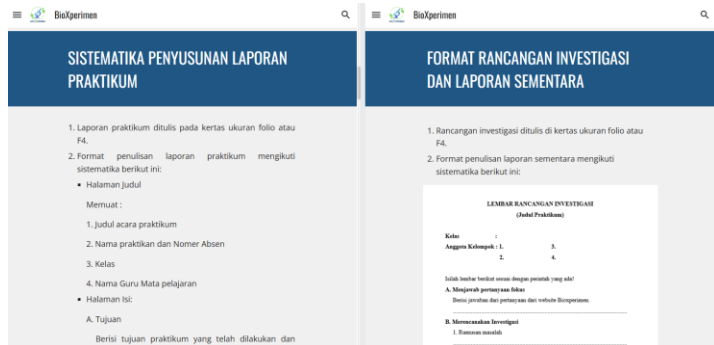 BioXperimen
SISTEMATIKA PENYUSUNAN LAPORAN
PRAKTIKUM
1. Laporan praktikum ditulis pada kertas ukuran folio atau
F4.
2. Format penulisan laporan praktikum mengikuti
sistematika berikut ini:
▪ Halaman Judul
Memuat :
1. Judul acara praktikum
2. Nama praktikan dan Nomer Absen
3. Kelas
4. Nama Guru Mata pelajaran
▪ Halaman Isi:
A. Tujuan
Berisi tujuan praktikum yang telah dilakukan dan
BioXperimen
FORMAT RANCANGAN INVESTIGASI
DAN LAPORAN SEMENTARA
1. Rancangan investigasi ditulis di kertas ukuran folio atau
F4.
2. Format penulisan laporan sementara mengikuti
sistematika berikut ini:
LEMBAR RANCANGAN INVESTIGASI
(Judul Praktikum)
Kelas :
Anggota Kelompok : 1. 3.
2. 4.
Isilah lembar berikut sesuai dengan perintah yang ada!
A. Menjawab pertanyaan fokus
Berisi jawaban dari pertanyaan dari website Bioxperimen.
B. Merencanakan Investigasi
1. Rumusan masalah